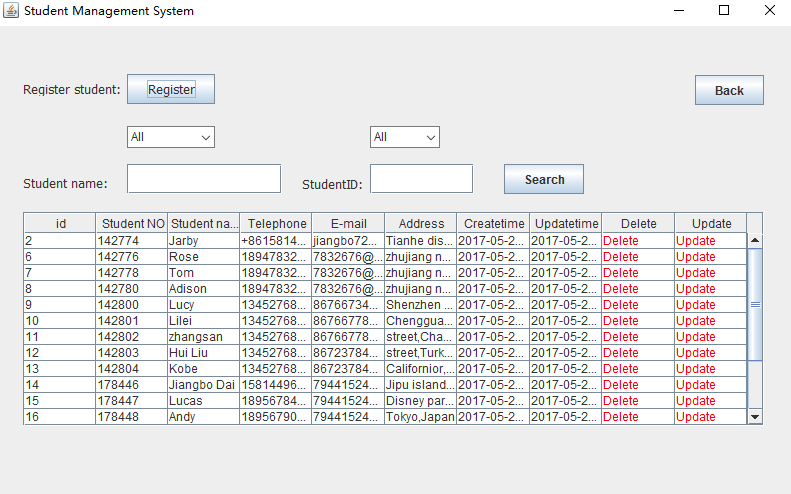 Student Management System
Register student: Register Back
All All
Student name: StudentID: Search
id Student NO Student na... Telephone E-mail Address Createtime Updatetime Delete Update
2 142774 Jarby +8615814... jiangbo72... Tianhe dis... 2017-05-2... 2017-05-2... Delete Update
6 142776 Rose 18947832... 7832676@... zhujiang n... 2017-05-2... 2017-05-2... Delete Update
7 142778 Tom 18947832... 7832676@... zhujiang n... 2017-05-2... 2017-05-2... Delete Update
8 142780 Adison 18947832... 7832676@... zhujiang n... 2017-05-2... 2017-05-2... Delete Update
9 142800 Lucy 13452768... 86766734... Shenzhen ... 2017-05-2... 2017-05-2... Delete Update
10 142801 Lilei 13452768... 86766778... Chenggua... 2017-05-2... 2017-05-2... Delete Update
11 142802 zhangsan 13452768... 86766778... street,Cha... 2017-05-2... 2017-05-2... Delete Update
12 142803 Hui Liu 13452768... 86723784... street,Turk... 2017-05-2... 2017-05-2... Delete Update
13 142804 Kobe 13452768... 86723784... Californior,... 2017-05-2... 2017-05-2... Delete Update
14 178446 Jiangbo Dai 15814496... 79441524... Jipu island... 2017-05-2... 2017-05-2... Delete Update
15 178447 Lucas 18956784... 79441524... Disney par... 2017-05-2... 2017-05-2... Delete Update
16 178448 Andy 18956790... 79441524... Tokyo,Japan 2017-05-2... 2017-05-2... Delete Update